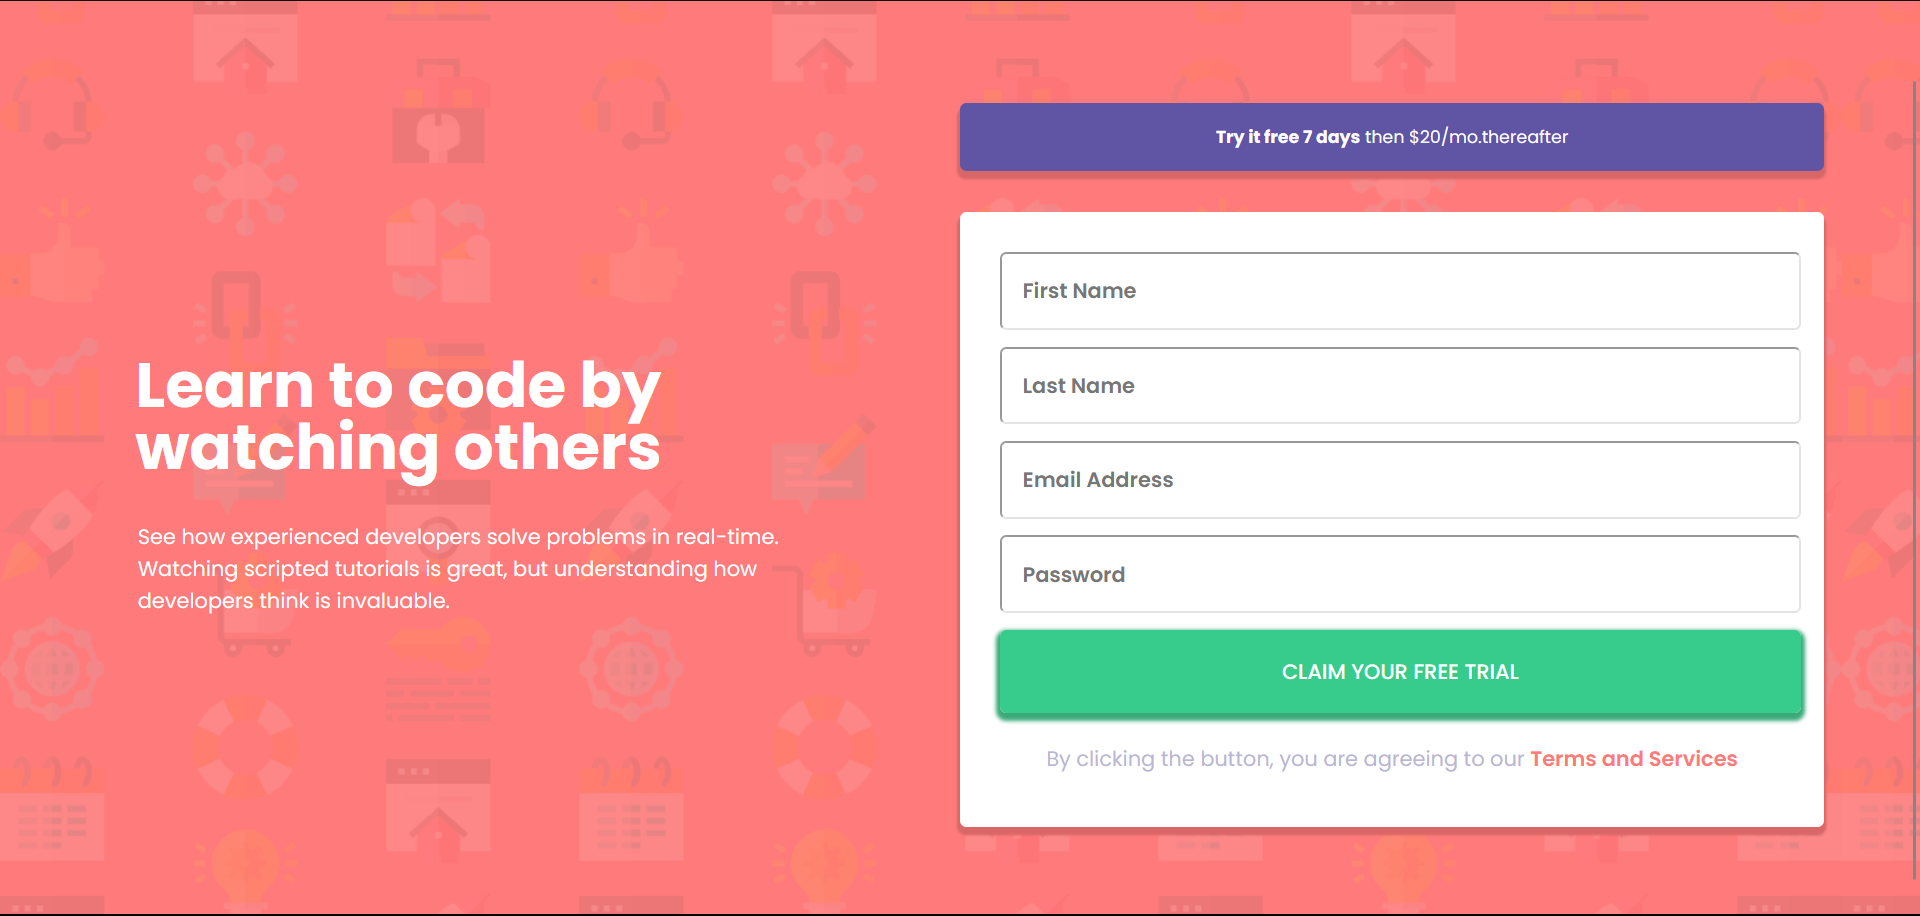 Learn to code by
watching others
See how experienced developers solve problems in real-time.
Watching scripted tutorials is great, but understanding how
developers think is invaluable.
Try it free 7 days then $20/mo.thereafter
First Name
Last Name
Email Address
Password
CLAIM YOUR FREE TRIAL
By clicking the button, you are agreeing to our Terms and Services